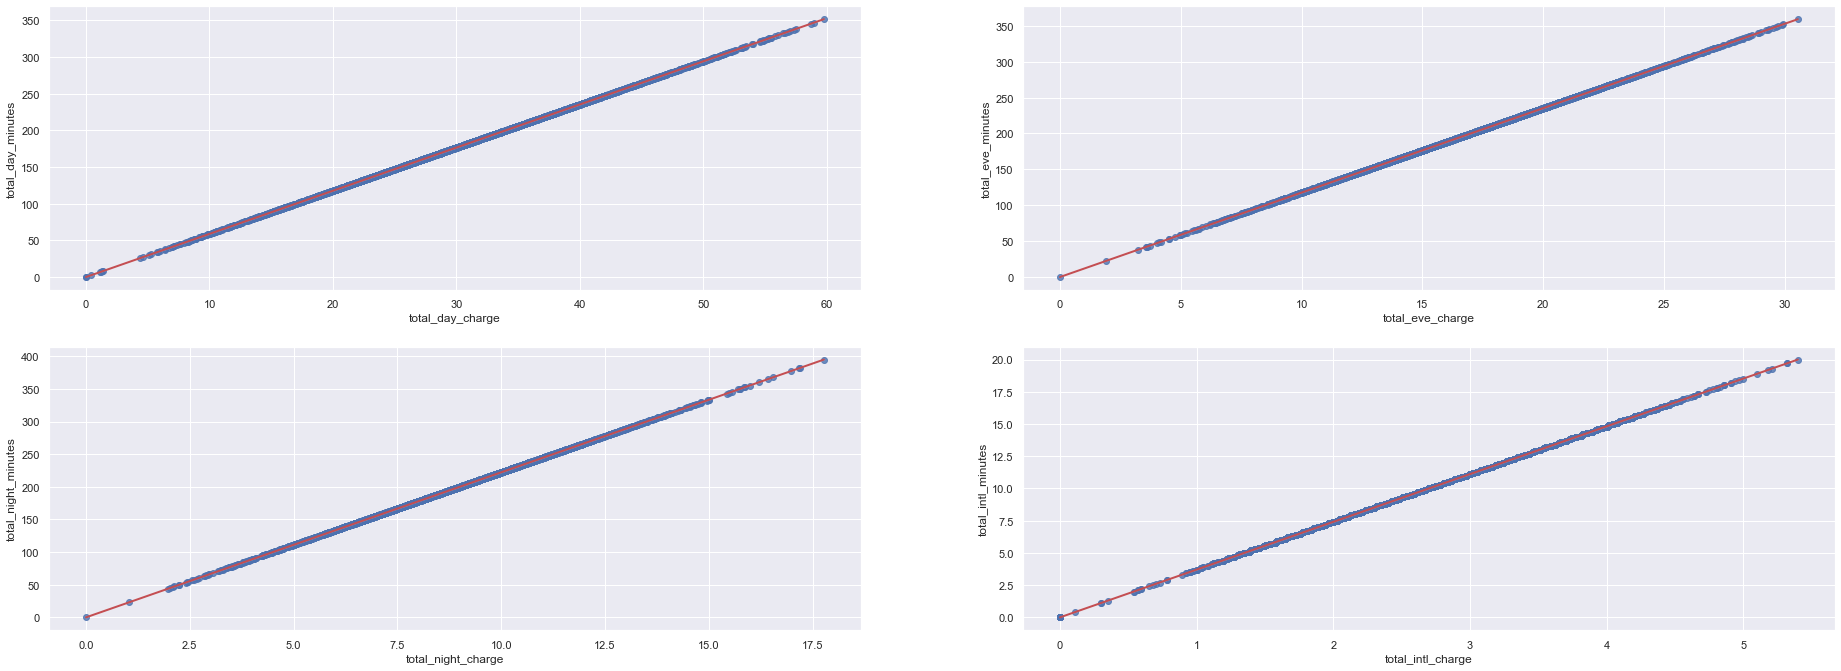 350
300
250
200
150
100
50
0
total_day_minutes
0 10 20 30 40 50 60
total_day_charge
350
300
250
200
150
100
50
0
total_eve_minutes
0 5 10 15 20 25 30
total_eve_charge
400
350
300
250
200
150
100
50
0
total_night_minutes
0.0 2.5 5.0 7.5 10.0 12.5 15.0 17.5
total_night_charge
20.0
17.5
15.0
12.5
10.0
7.5
5.0
2.5
0.0
total_intl_minutes
0 1 2 3 4 5
total_intl_charge